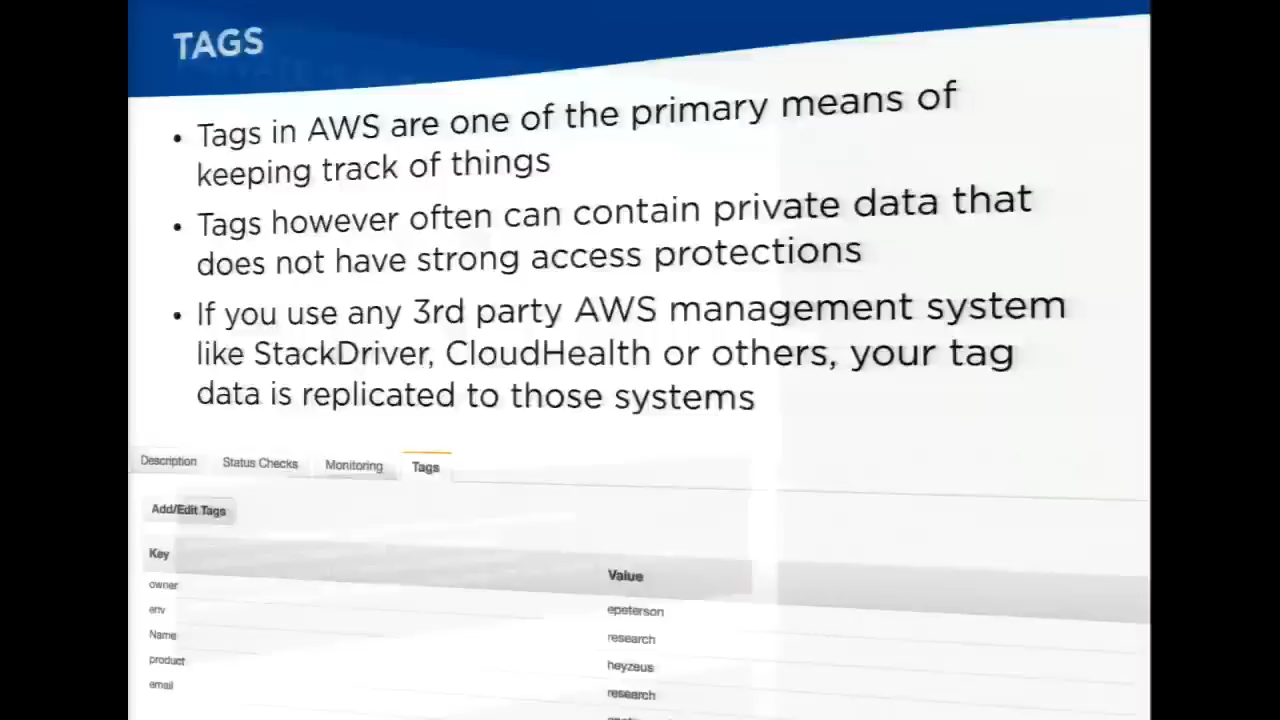 TAGS
• Tags in AWS are one of the primary means of
keeping track of things
• Tags however often can contain private data that
does not have strong access protections
• If you use any 3rd party AWS management system
like StackDriver, CloudHealth or others, your tag
data is replicated to those systems
Description Status Checks Monitoring Tags
Add/Edit Tags
Key Value
owner epeterson
env research
Name heyzeus
product research
email